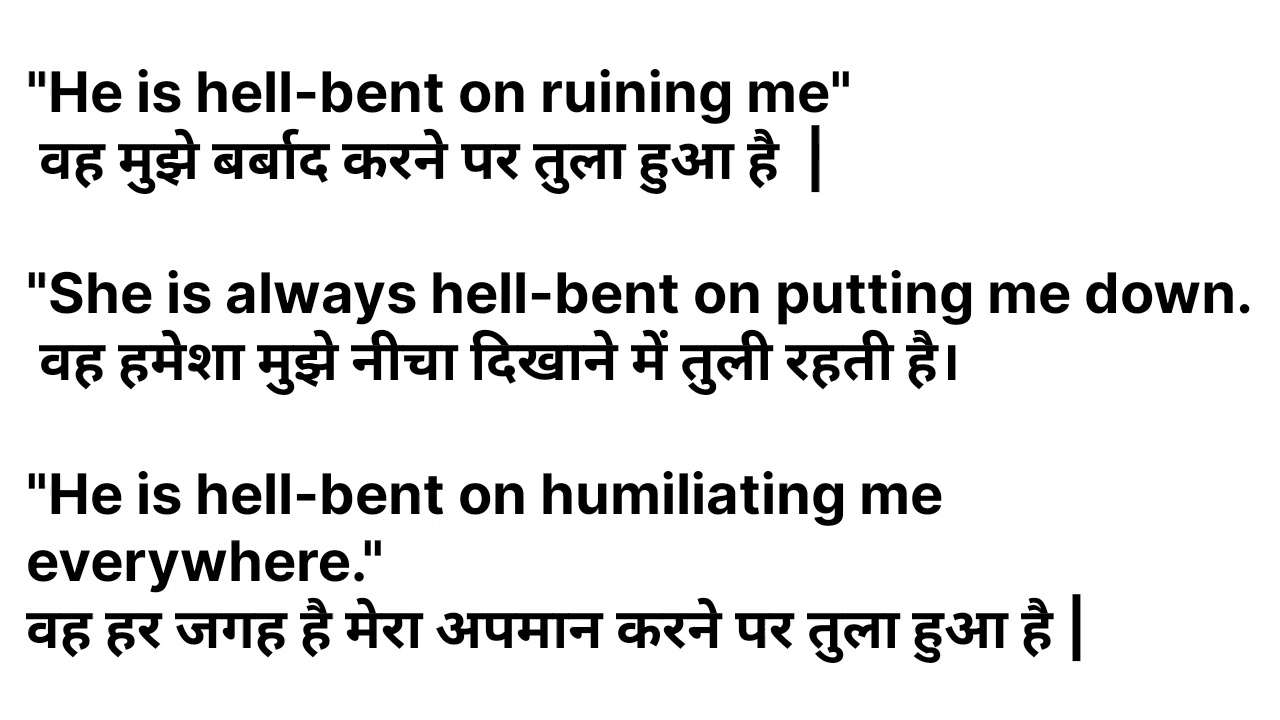 "He is hell-bent on ruining me"
वह मुझे बर्बाद करने पर तुला हुआ है |
"She is always hell-bent on putting me down.
वह हमेशा मुझे नीचा दिखाने में तुली रहती है।
"He is hell-bent on humiliating me
everywhere."
वह हर जगह है मेरा अपमान करने पर तुला हुआ है |